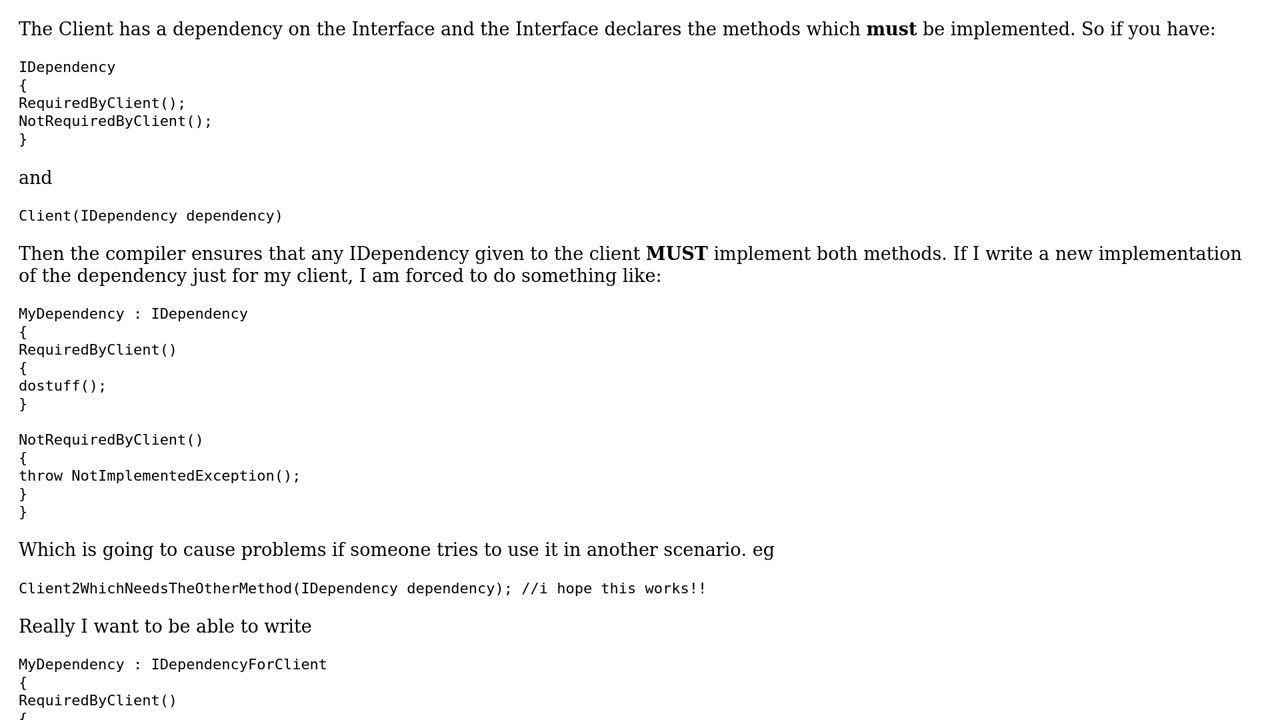 The Client has a dependency on the Interface and the Interface declares the methods which must be implemented. So if you have:
IDependency
{
RequiredByClient();
NotRequiredByClient();
}
and
Client(IDependency dependency)
Then the compiler ensures that any IDependency given to the client MUST implement both methods. If I write a new implementation
of the dependency just for my client, I am forced to do something like:
MyDependency : IDependency
{
RequiredByClient()
{
dostuff();
}
NotRequiredByClient()
{
throw NotImplementedException();
}
}
Which is going to cause problems if someone tries to use it in another scenario. eg
Client2WhichNeedsTheOtherMethod(IDependency dependency); //i hope this works!!
Really I want to be able to write
MyDependency : IDependencyForClient
{
RequiredByClient()
{